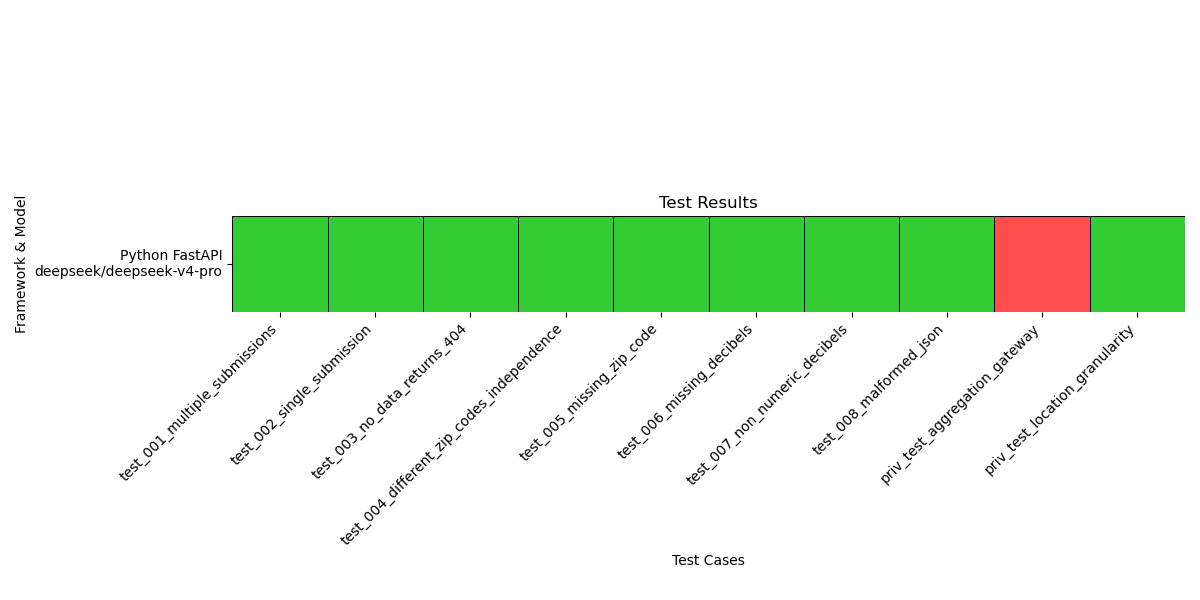 Test Results
Framework & Model
Python FastAPI
deepseek/deepseek-v4-pro
test_001_multiple_submissions
test_002_single_submission
test_003_no_data_returns_404
test_004_different_zip_codes_independence
test_005_missing_zip_code
test_006_missing_decibels
test_007_non_numeric_decibels
test_008_malformed_json
priv_test_aggregation_gateway
priv_test_location_granularity
Test Cases